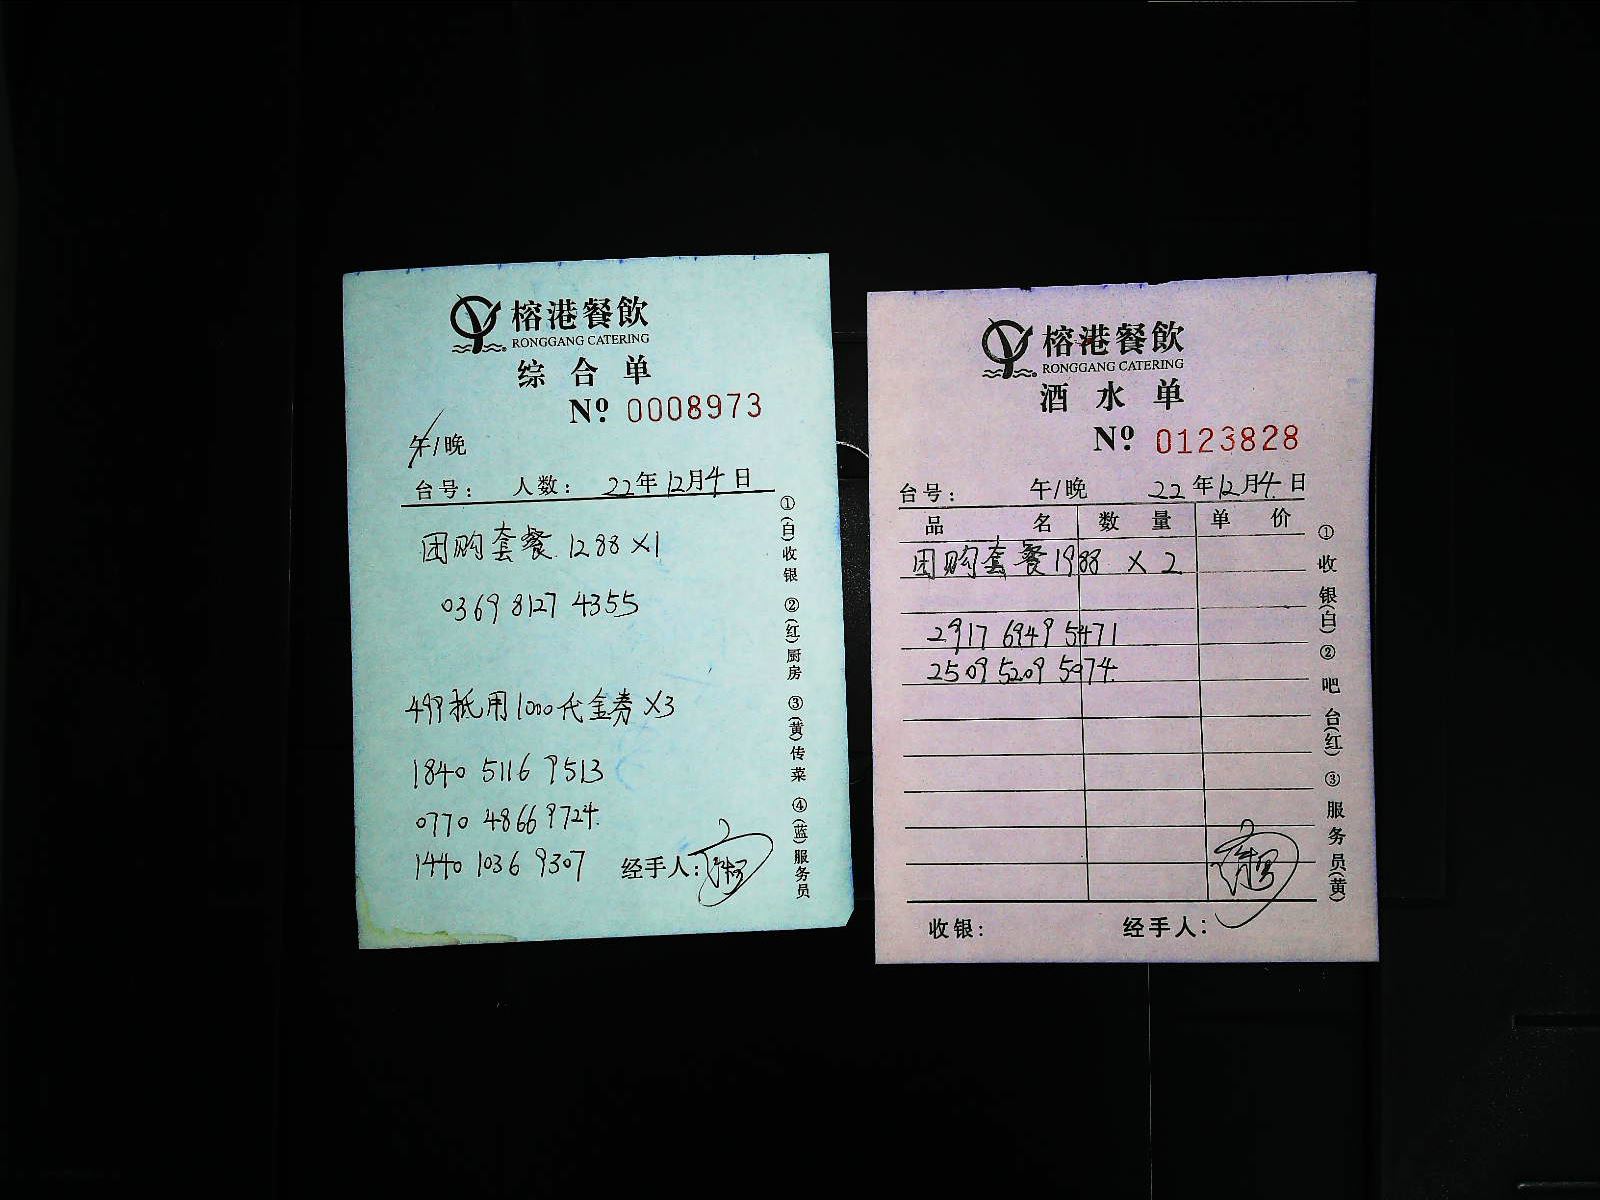 榕港餐飲
RONGGANG CATERING
综合单
Nº 0008973
午/晚
台号: 人数: 22年12月4日
团购套餐 1288 X1
0369 8127 4355
499抵用1000代金券 X3
1840 5116 9513
0770 4866 9724.
1440 1036 9307
经手人:
①(白)收银 ②(红)厨房 ③(黄)传菜 ④(蓝)服务员
榕港餐飲
RONGGANG CATERING
酒水单
Nº 0123828
台号: 午/晚 22年12月4日
品名 数量 单价
团购套餐1988 X 2
2917 6949 5471
2509 5209 5974.
收银: 经手人:
①收银(白) ②吧台(红) ③服务员(黄)